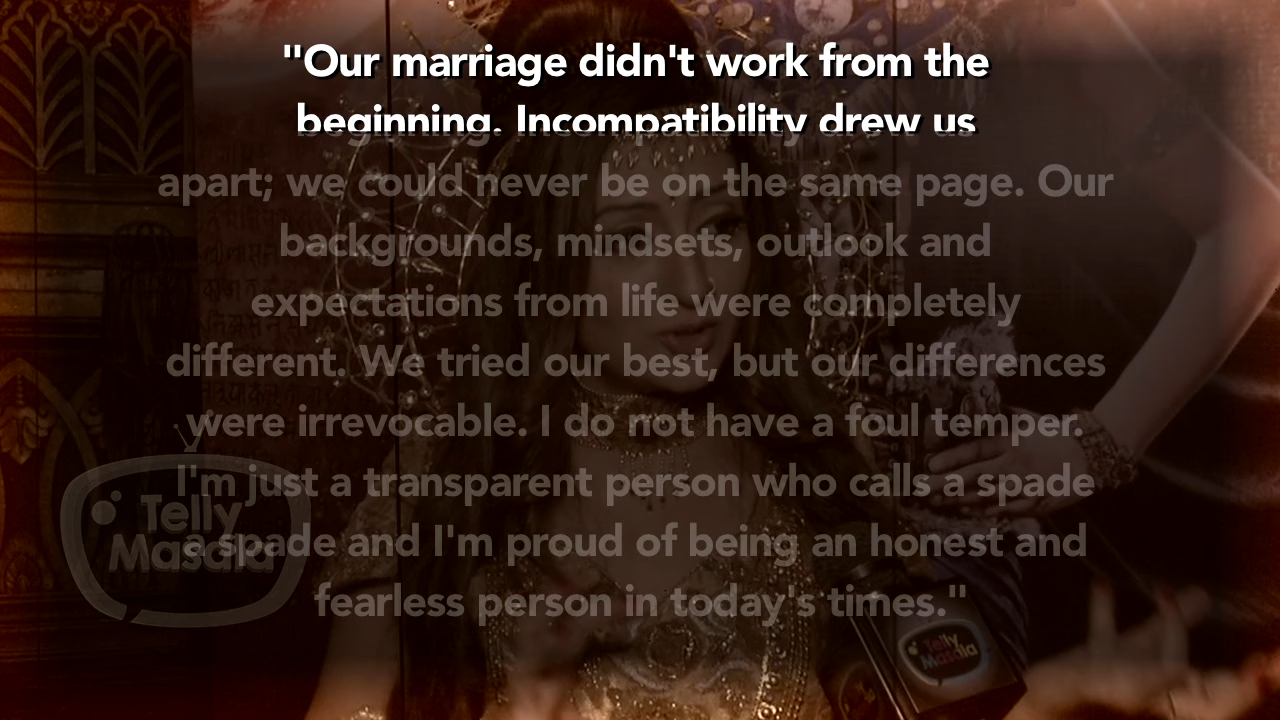 "Our marriage didn't work from the
beginning. Incompatibility drew us
apart; we could never be on the same page. Our
backgrounds, mindsets, outlook and
expectations from life were completely
different. We tried our best, but our differences
were irrevocable. I do not have a foul temper.
I'm just a transparent person who calls a spade
a spade and I'm proud of being an honest and
fearless person in today's times."
Telly
Masala
Telly
Masala